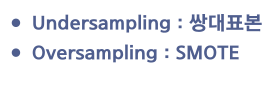 • Undersampling : 쌍대표본
• Oversampling : SMOTE